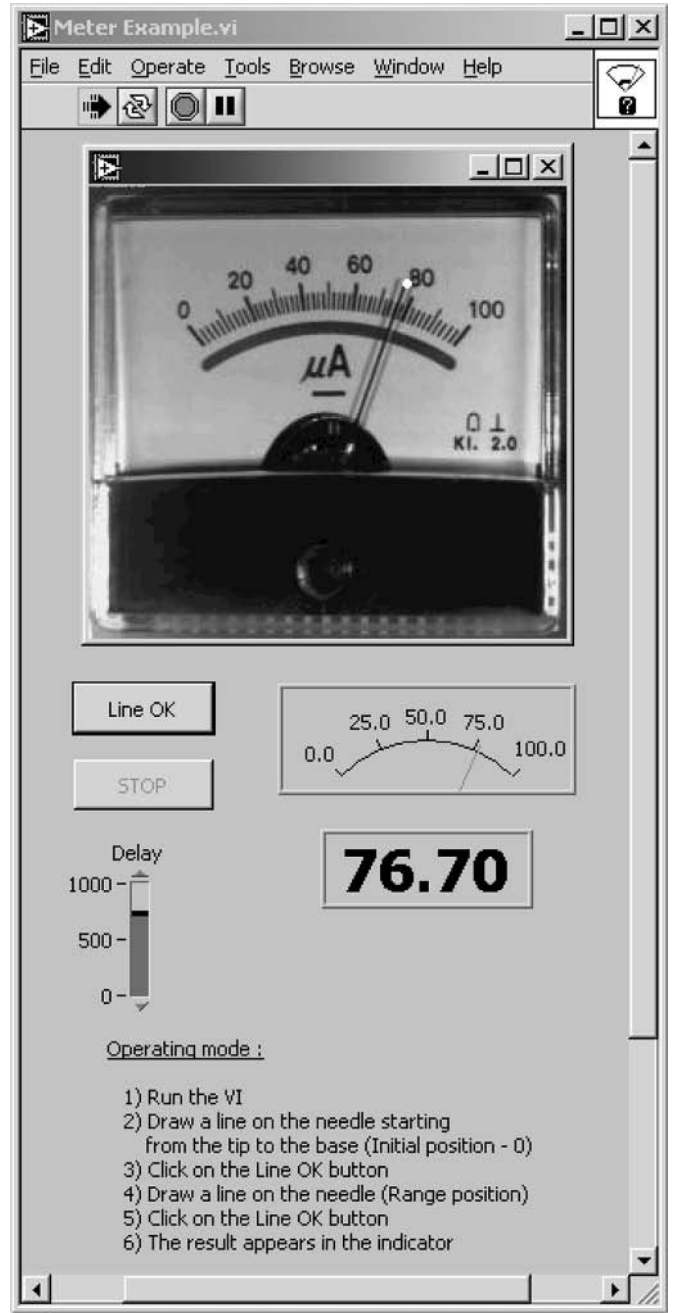 Meter Example.vi
File Edit Operate Tools Browse Window Help
0 20 40 60 80 100
µA
KI. 2.0
Line OK
STOP
0.0 25.0 50.0 75.0 100.0
76.70
Delay
1000
500
0
Operating mode :
1) Run the VI
2) Draw a line on the needle starting
from the tip to the base (Initial position - 0)
3) Click on the Line OK button
4) Draw a line on the needle (Range position)
5) Click on the Line OK button
6) The result appears in the indicator